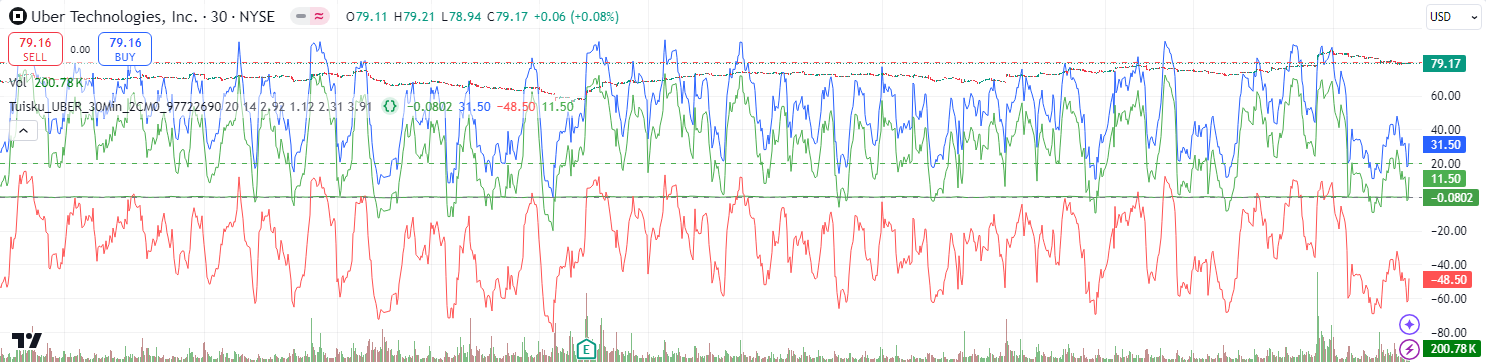 Uber Technologies, Inc. · 30 · NYSE O79.11 H79.21 L78.94 C79.17 +0.06 (+0.08%)
USD
79.16 SELL
0.00
79.16 BUY
Vol 200.78 K
Tuisku_UBER_30Min_2CM0_97722690 20 14 2,92 1.12 2.31 3.91 −0.0802 31.50 −48.50 11.50
79.17
60.00
40.00
31.50
20.00
11.50
−0.0802
−20.00
−40.00
−48.50
−60.00
−80.00
200.78 K
E